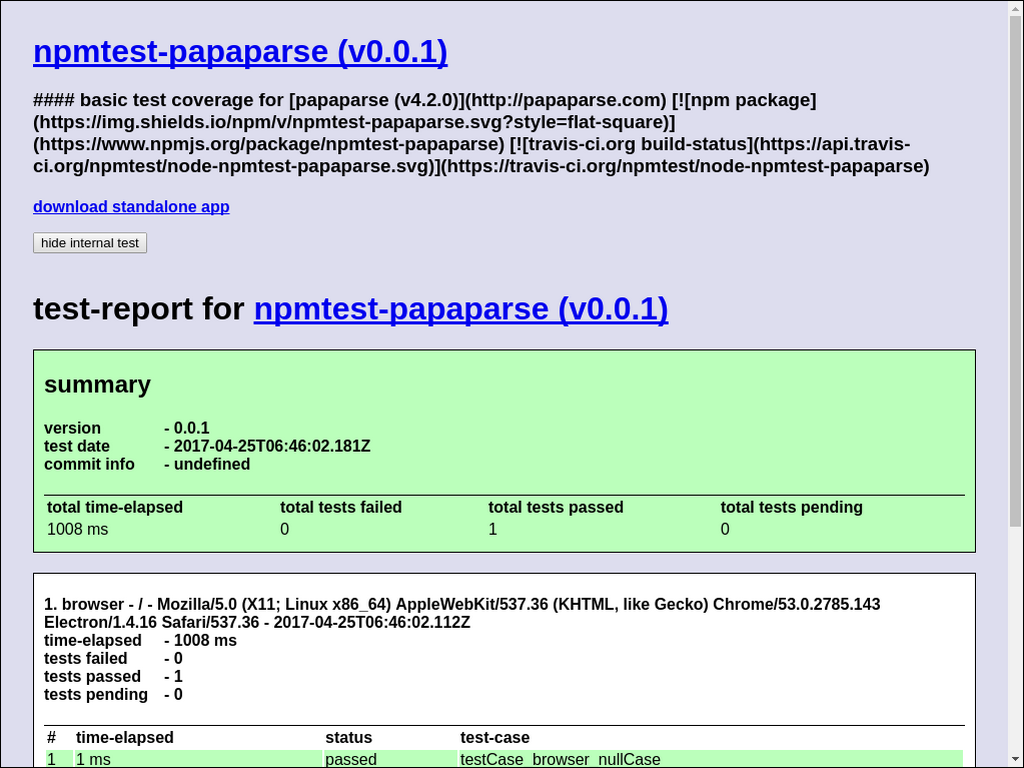 npmtest-papaparse (v0.0.1)
#### basic test coverage for [papaparse (v4.2.0)](http://papaparse.com) [![npm package]
(https://img.shields.io/npm/v/npmtest-papaparse.svg?style=flat-square)]
(https://www.npmjs.org/package/npmtest-papaparse) [![travis-ci.org build-status](https://api.travis-
ci.org/npmtest/node-npmtest-papaparse.svg)](https://travis-ci.org/npmtest/node-npmtest-papaparse)
download standalone app
hide internal test
test-report for npmtest-papaparse (v0.0.1)
summary
version - 0.0.1
test date - 2017-04-25T06:46:02.181Z
commit info - undefined
total time-elapsed total tests failed total tests passed total tests pending
1008 ms 0 1 0
1. browser - / - Mozilla/5.0 (X11; Linux x86_64) AppleWebKit/537.36 (KHTML, like Gecko) Chrome/53.0.2785.143
Electron/1.4.16 Safari/537.36 - 2017-04-25T06:46:02.112Z
time-elapsed - 1008 ms
tests failed - 0
tests passed - 1
tests pending - 0
# time-elapsed status test-case
1 1 ms passed testCase_browser_nullCase